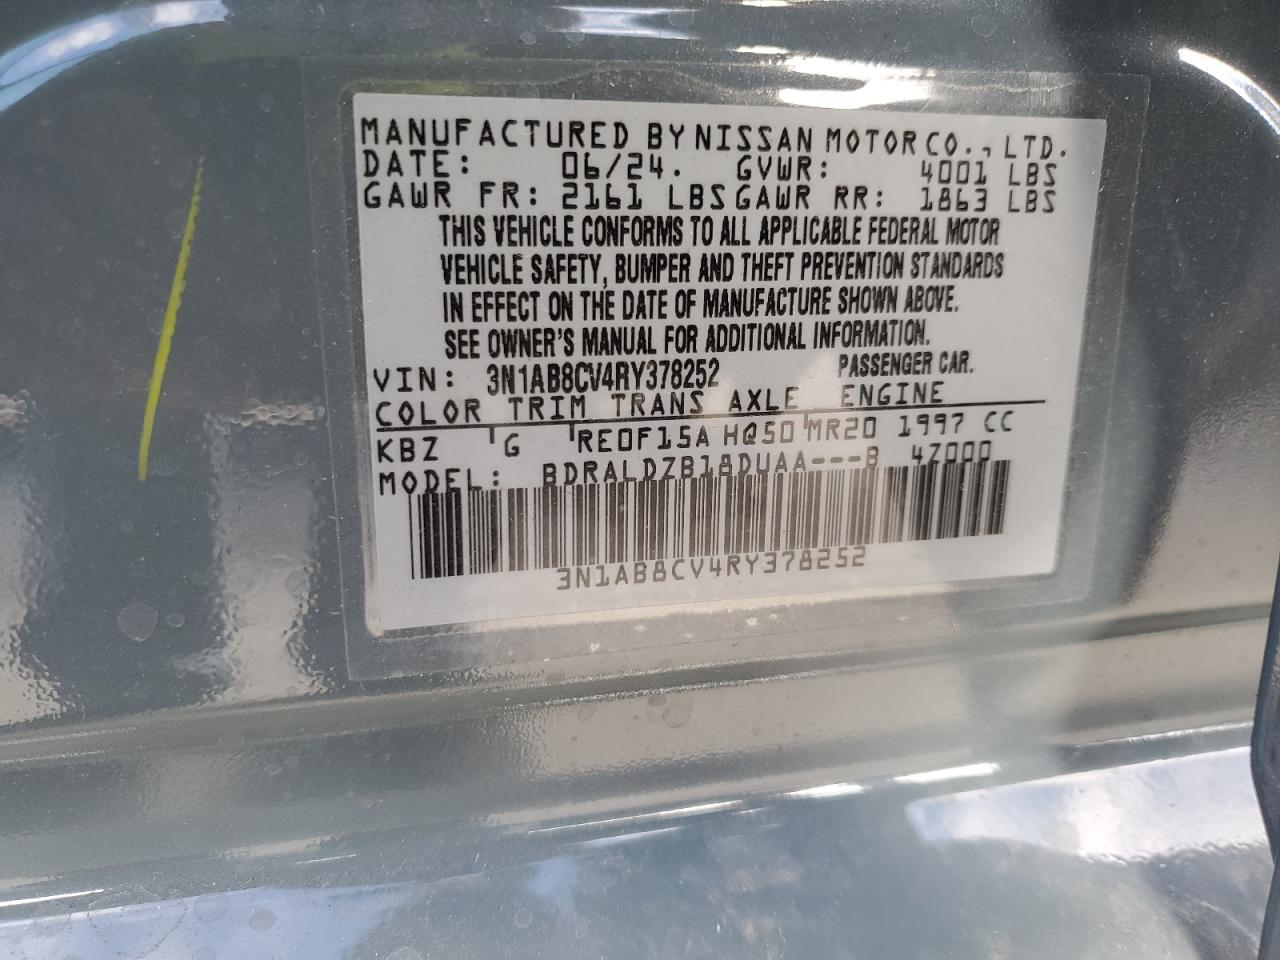 MANUFACTURED BY NISSAN MOTOR CO., LTD.
DATE: 06/24. GVWR: 4001 LBS
GAWR FR: 2161 LBS GAWR RR: 1863 LBS
THIS VEHICLE CONFORMS TO ALL APPLICABLE FEDERAL MOTOR
VEHICLE SAFETY, BUMPER AND THEFT PREVENTION STANDARDS
IN EFFECT ON THE DATE OF MANUFACTURE SHOWN ABOVE.
SEE OWNER'S MANUAL FOR ADDITIONAL INFORMATION.
VIN: 3N1AB8CV4RY378252 PASSENGER CAR.
COLOR TRIM TRANS AXLE ENGINE
KBZ G RE0F15A HQ50 MR20 1997 CC
MODEL: BDRALDZB18DUAA---B 4Z000
3N1AB8CV4RY378252